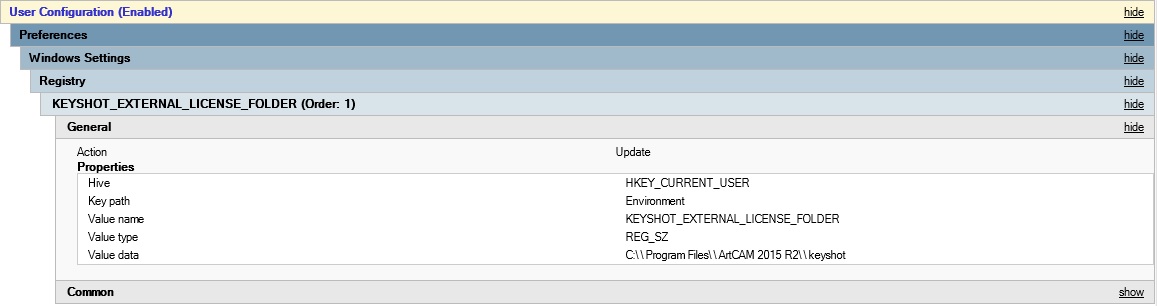 User Configuration (Enabled) hide
Preferences hide
Windows Settings hide
Registry hide
KEYSHOT_EXTERNAL_LICENSE_FOLDER (Order: 1) hide
General hide
Action Update
Properties
Hive HKEY_CURRENT_USER
Key path Environment
Value name KEYSHOT_EXTERNAL_LICENSE_FOLDER
Value type REG_SZ
Value data C:\\Program Files\\ArtCAM 2015 R2\\keyshot
Common show